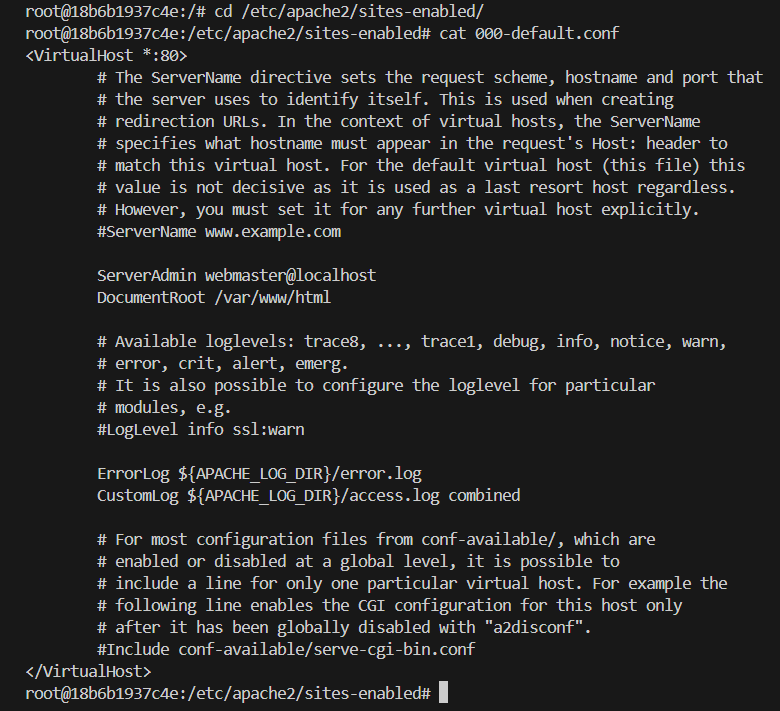 root@18b6b1937c4e:/# cd /etc/apache2/sites-enabled/
root@18b6b1937c4e:/etc/apache2/sites-enabled# cat 000-default.conf
<VirtualHost *:80>
        # The ServerName directive sets the request scheme, hostname and port that
        # the server uses to identify itself. This is used when creating
        # redirection URLs. In the context of virtual hosts, the ServerName
        # specifies what hostname must appear in the request's Host: header to
        # match this virtual host. For the default virtual host (this file) this
        # value is not decisive as it is used as a last resort host regardless.
        # However, you must set it for any further virtual host explicitly.
        #ServerName www.example.com

        ServerAdmin webmaster@localhost
        DocumentRoot /var/www/html

        # Available loglevels: trace8, ..., trace1, debug, info, notice, warn,
        # error, crit, alert, emerg.
        # It is also possible to configure the loglevel for particular
        # modules, e.g.
        #LogLevel info ssl:warn

        ErrorLog ${APACHE_LOG_DIR}/error.log
        CustomLog ${APACHE_LOG_DIR}/access.log combined

        # For most configuration files from conf-available/, which are
        # enabled or disabled at a global level, it is possible to
        # include a line for only one particular virtual host. For example the
        # following line enables the CGI configuration for this host only
        # after it has been globally disabled with "a2disconf".
        #Include conf-available/serve-cgi-bin.conf
</VirtualHost>
root@18b6b1937c4e:/etc/apache2/sites-enabled#